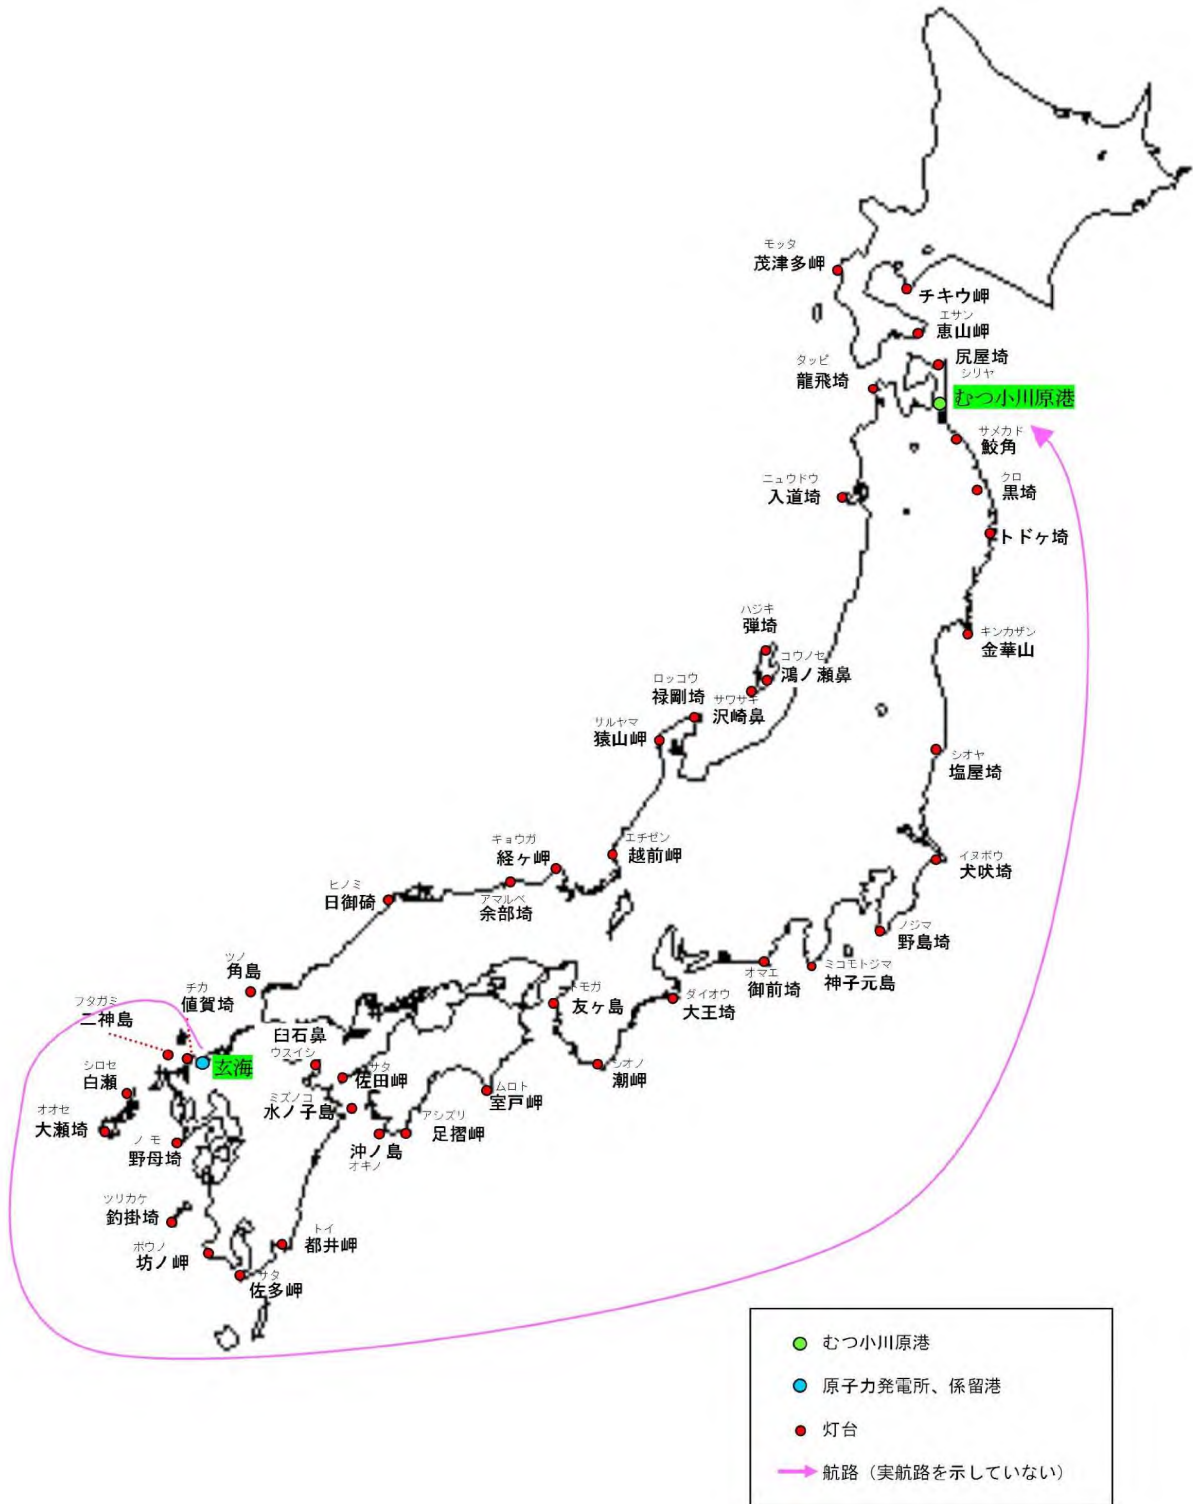 モッタ
茂津多岬
チキウ岬
エサン
恵山岬
尻屋埼
シリヤ
タッピ
龍飛埼
むつ小川原港
サメカド
鮫角
ニュウドウ
入道埼
クロ
黒埼
トドヶ埼
ハジキ
弾埼
キンカザン
金華山
コウノセ
鴻ノ瀬鼻
ロッコウ
禄剛埼
サワサキ
沢崎鼻
サルヤマ
猿山岬
シオヤ
塩屋埼
キョウガ
経ヶ岬
エチゼン
越前岬
イヌボウ
犬吠埼
ヒノミ
日御碕
アマルベ
余部埼
ノジマ
野島埼
ツノ
角島
オマエ
御前埼
ミコモトジマ
神子元島
チカ
値賀埼
トモガ
友ヶ島
ダイオウ
大王埼
フタガミ
二神島
臼石鼻
ウスイシ
玄海
サタ
佐田岬
シオノ
潮岬
シロセ
白瀬
ミズノコ
水ノ子島
ムロト
室戸岬
オオセ
大瀬埼
アシズリ
足摺岬
ノモ
野母埼
沖ノ島
オキノ
ツリカケ
釣掛埼
ボウノ
坊ノ岬
トイ
都井岬
サタ
佐多岬
むつ小川原港
原子力発電所、係留港
灯台
航路（実航路を示していない）